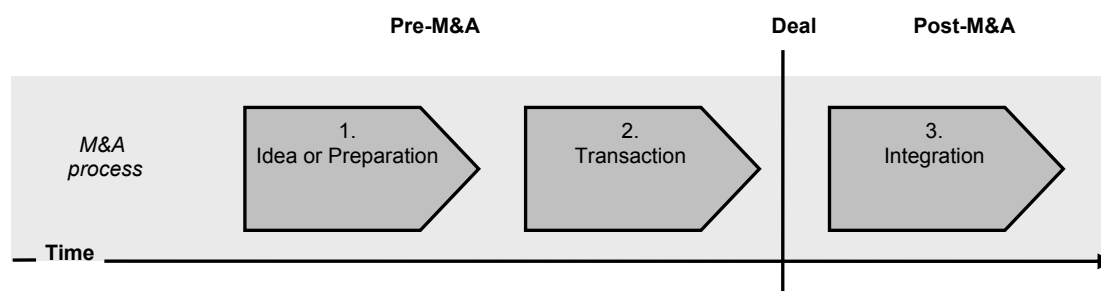 Pre-M&A
Deal
Post-M&A
M&A
process
1.
Idea or Preparation
2.
Transaction
3.
Integration
Time